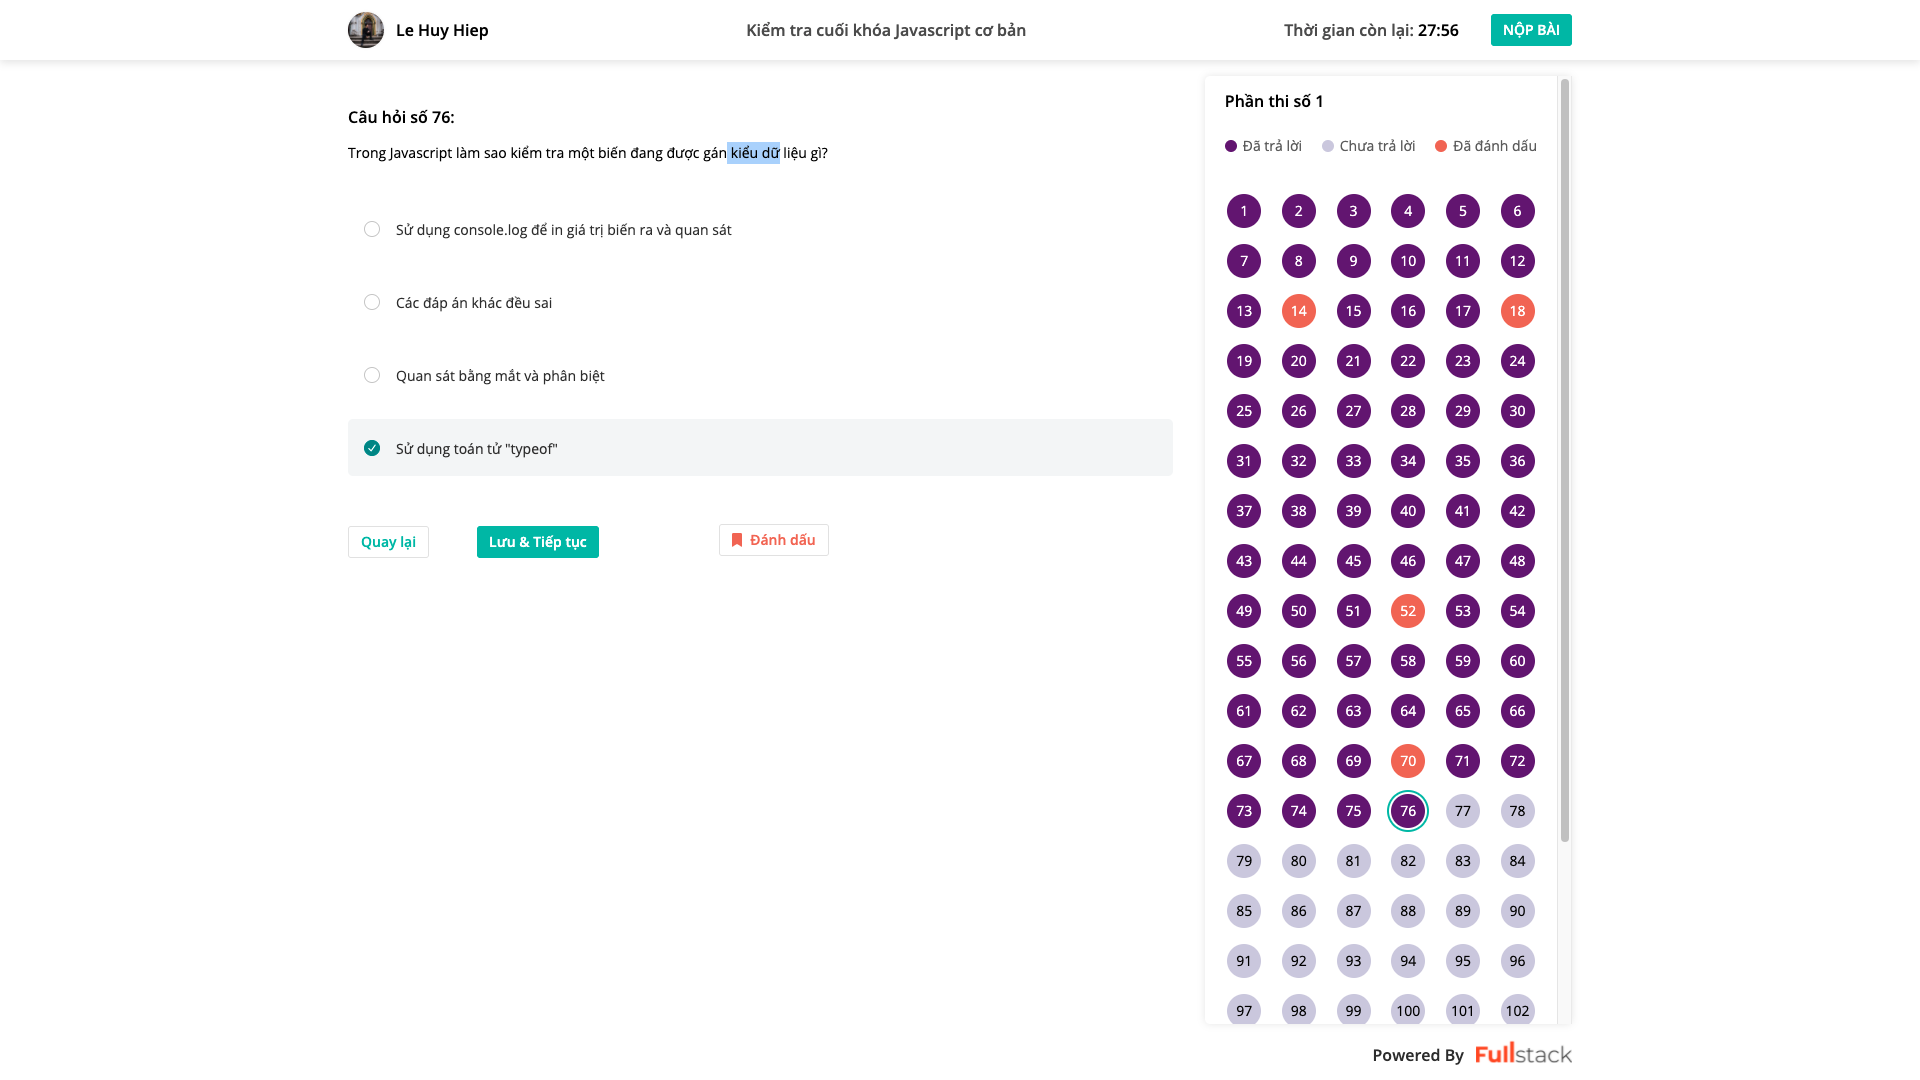 Le Huy Hiep
Kiểm tra cuối khóa Javascript cơ bản
Thời gian còn lại: 27:56
NỘP BÀI
Câu hỏi số 76:
Trong Javascript làm sao kiểm tra một biến đang được gán kiểu dữ liệu gì?
Sử dụng console.log để in giá trị biến ra và quan sát
Các đáp án khác đều sai
Quan sát bằng mắt và phân biệt
Sử dụng toán tử "typeof"
Quay lại
Lưu & Tiếp tục
Đánh dấu
Phần thi số 1
Đã trả lời
Chưa trả lời
Đã đánh dấu
1 2 3 4 5 6
7 8 9 10 11 12
13 14 15 16 17 18
19 20 21 22 23 24
25 26 27 28 29 30
31 32 33 34 35 36
37 38 39 40 41 42
43 44 45 46 47 48
49 50 51 52 53 54
55 56 57 58 59 60
61 62 63 64 65 66
67 68 69 70 71 72
73 74 75 76 77 78
79 80 81 82 83 84
85 86 87 88 89 90
91 92 93 94 95 96
97 98 99 100 101 102
Powered By Fullstack